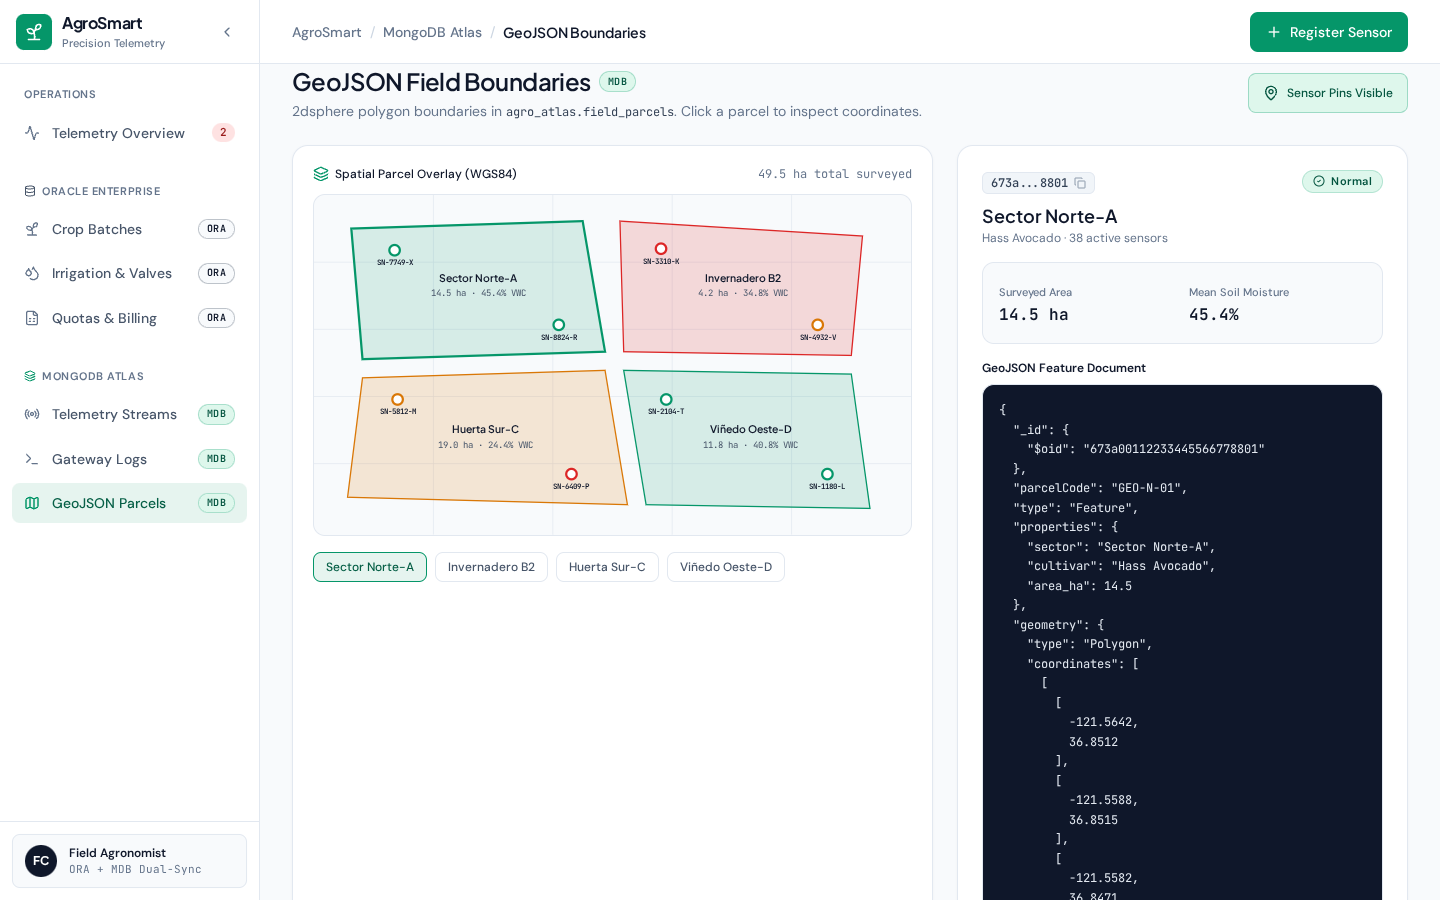 AgroSmart
Precision Telemetry
OPERATIONS
Telemetry Overview 2
ORACLE ENTERPRISE
Crop Batches ORA
Irrigation & Valves ORA
Quotas & Billing ORA
MONGODB ATLAS
Telemetry Streams MDB
Gateway Logs MDB
GeoJSON Parcels MDB
FC
Field Agronomist
ORA + MDB Dual-Sync
AgroSmart / MongoDB Atlas / GeoJSON Boundaries
Register Sensor
GeoJSON Field Boundaries MDB
2dsphere polygon boundaries in agro_atlas.field_parcels. Click a parcel to inspect coordinates.
Sensor Pins Visible
Spatial Parcel Overlay (WGS84)
49.5 ha total surveyed
SN-7749-X
Sector Norte-A
14.5 ha · 45.4% VWC
SN-8824-R
SN-3310-K
Invernadero B2
4.2 ha · 34.8% VWC
SN-4932-V
SN-5812-M
Huerta Sur-C
19.0 ha · 24.4% VWC
SN-6409-P
SN-2104-T
Viñedo Oeste-D
11.8 ha · 40.8% VWC
SN-1180-L
Sector Norte-A
Invernadero B2
Huerta Sur-C
Viñedo Oeste-D
673a...8801
Normal
Sector Norte-A
Hass Avocado · 38 active sensors
Surveyed Area
14.5 ha
Mean Soil Moisture
45.4%
GeoJSON Feature Document
{
"_id": {
"$oid": "673a00112233445566778801"
},
"parcelCode": "GEO-N-01",
"type": "Feature",
"properties": {
"sector": "Sector Norte-A",
"cultivar": "Hass Avocado",
"area_ha": 14.5
},
"geometry": {
"type": "Polygon",
"coordinates": [
[
[
-121.5642,
36.8512
],
[
-121.5588,
36.8515
],
[
-121.5582,
36.8471